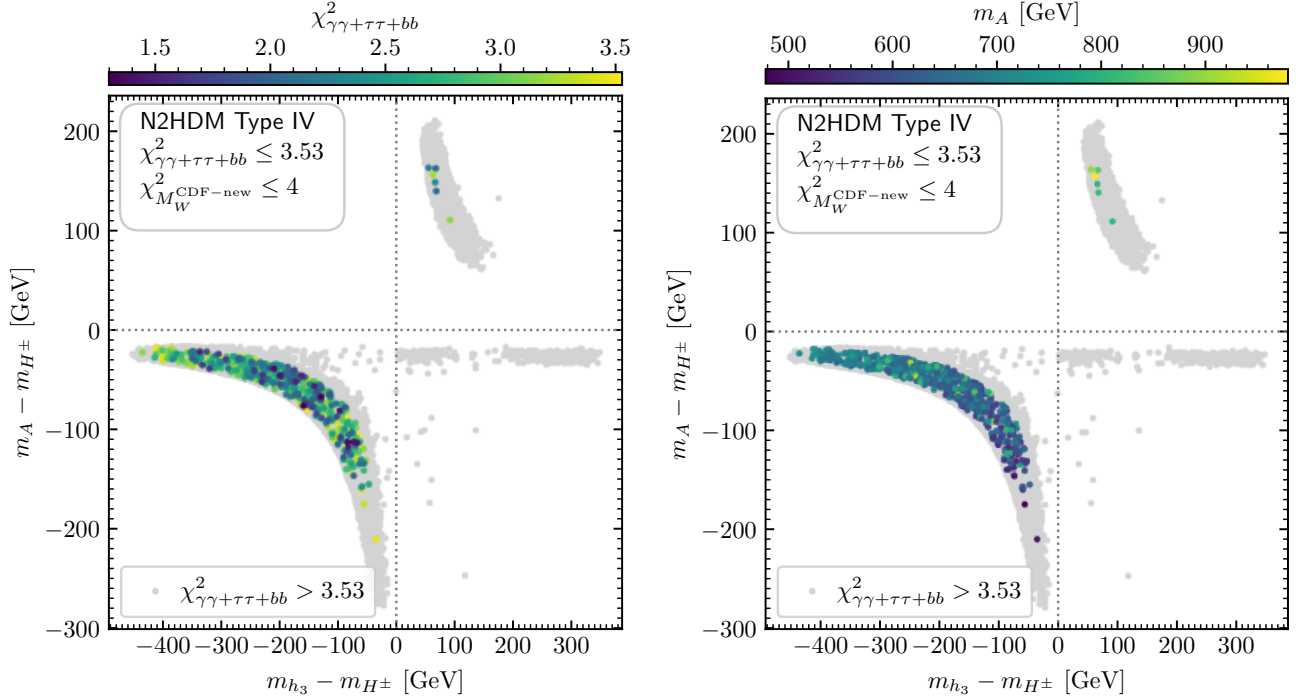 χ²_{γγ+ττ+bb}
1.5 2.0 2.5 3.0 3.5
N2HDM Type IV
χ²_{γγ+ττ+bb} ≤ 3.53
χ²_{M_W^{CDF−new}} ≤ 4
200
100
0
−100
−200
−300
m_A − m_{H^±} [GeV]
χ²_{γγ+ττ+bb} > 3.53
−400 −300 −200 −100 0 100 200 300
m_{h_3} − m_{H^±} [GeV]
m_A [GeV]
500 600 700 800 900
N2HDM Type IV
χ²_{γγ+ττ+bb} ≤ 3.53
χ²_{M_W^{CDF−new}} ≤ 4
200
100
0
−100
−200
−300
m_A − m_{H^±} [GeV]
χ²_{γγ+ττ+bb} > 3.53
−400 −300 −200 −100 0 100 200 300
m_{h_3} − m_{H^±} [GeV]